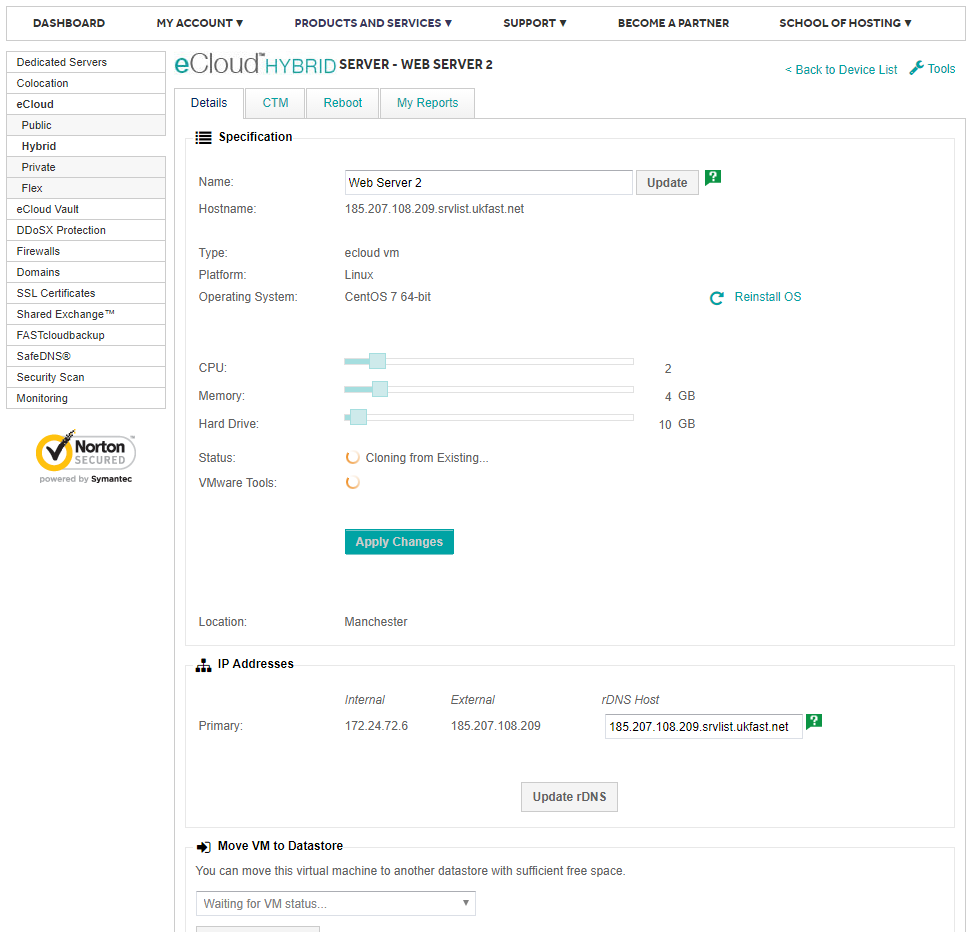 DASHBOARD MY ACCOUNT ▼ PRODUCTS AND SERVICES ▼ SUPPORT ▼ BECOME A PARTNER SCHOOL OF HOSTING ▼
Dedicated Servers
Colocation
eCloud
Public
Hybrid
Private
Flex
eCloud Vault
DDoSX Protection
Firewalls
Domains
SSL Certificates
Shared Exchange™
FASTcloudbackup
SafeDNS®
Security Scan
Monitoring
Norton™
SECURED
powered by Symantec
eCloud™HYBRID SERVER - WEB SERVER 2
< Back to Device List Tools
Details CTM Reboot My Reports
Specification
Name: Web Server 2 Update ?
Hostname: 185.207.108.209.srvlist.ukfast.net
Type: ecloud vm
Platform: Linux
Operating System: CentOS 7 64-bit Reinstall OS
CPU: 2
Memory: 4 GB
Hard Drive: 10 GB
Status: Cloning from Existing...
VMware Tools:
Apply Changes
Location: Manchester
IP Addresses
Internal External rDNS Host
Primary: 172.24.72.6 185.207.108.209 185.207.108.209.srvlist.ukfast.net ?
Update rDNS
Move VM to Datastore
You can move this virtual machine to another datastore with sufficient free space.
Waiting for VM status... ▼